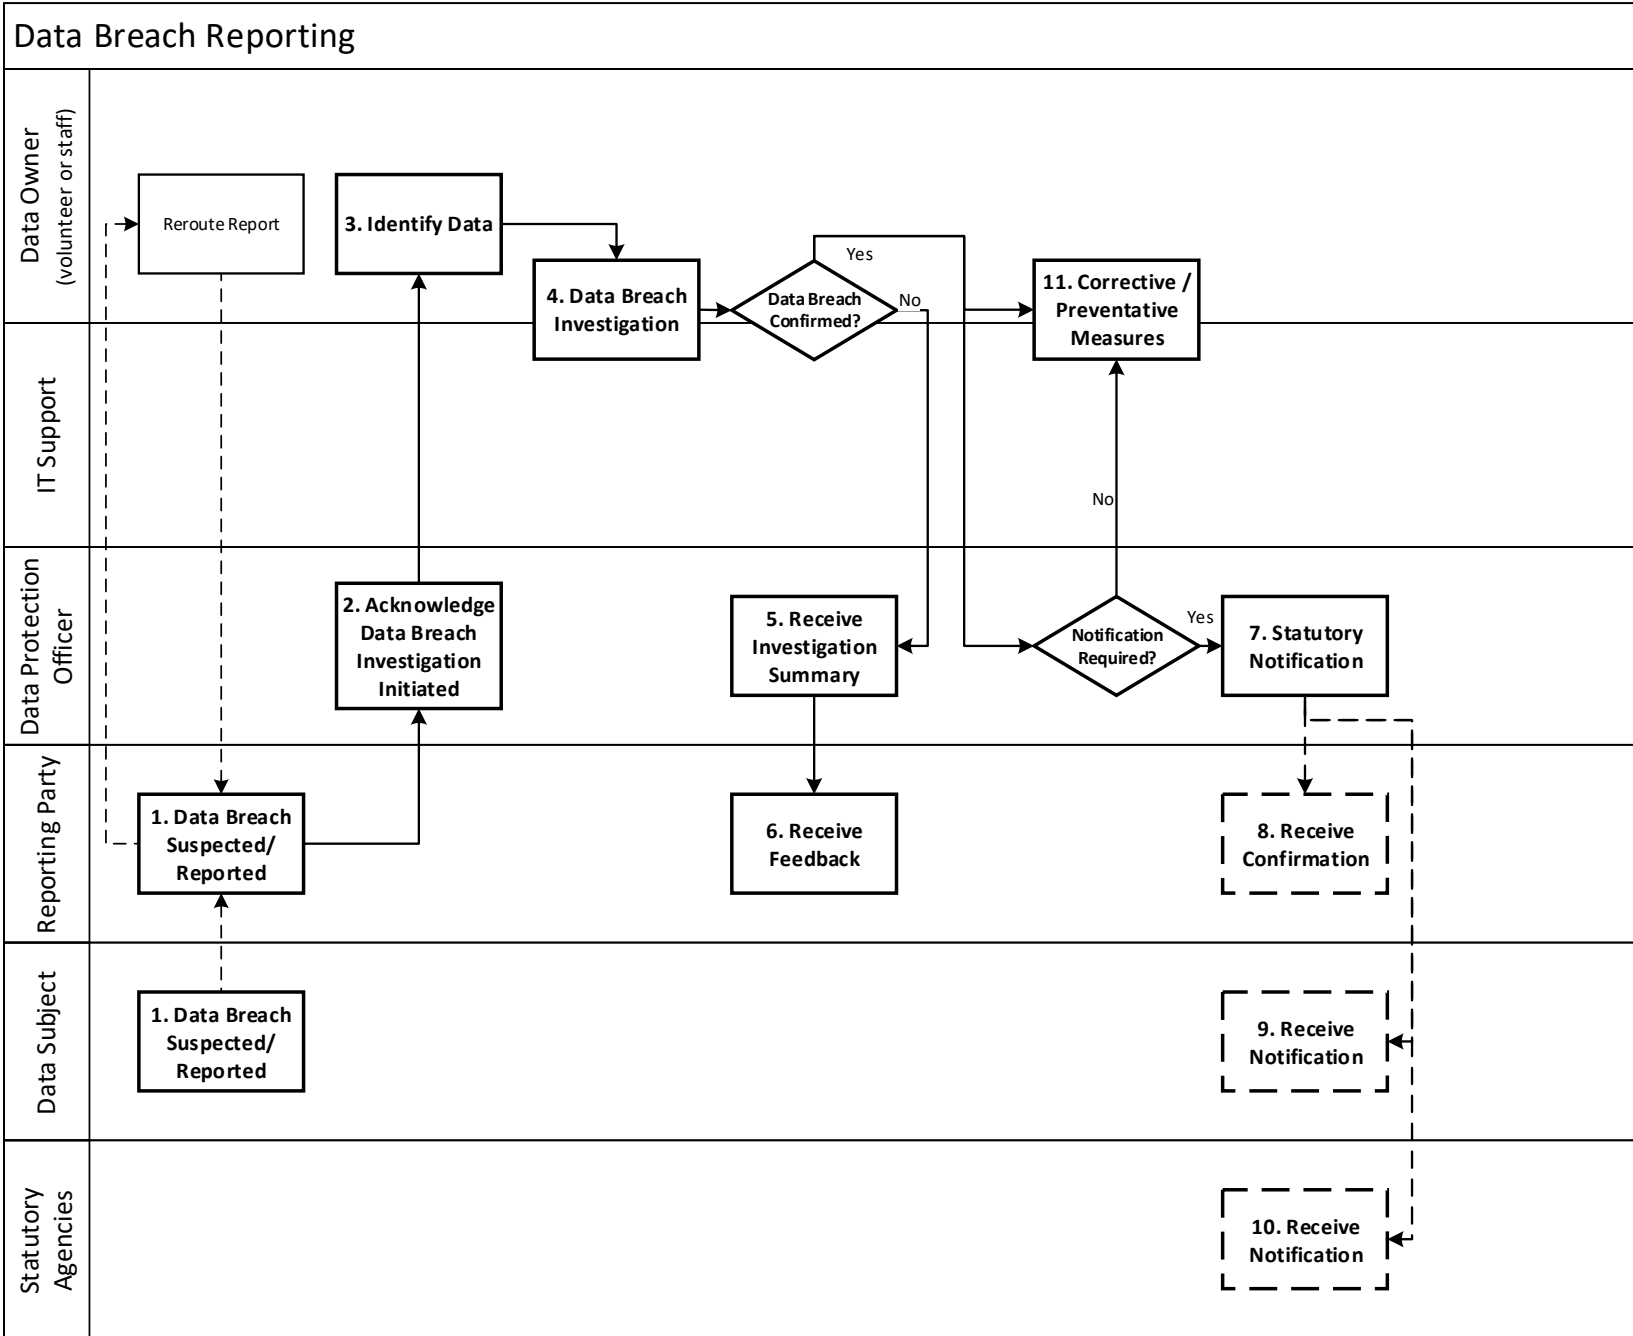 Data Breach Reporting
Data Owner
(volunteer or staff)
Reroute Report
3. Identify Data
4. Data Breach
Investigation
Data Breach
Confirmed?
Yes
No
11. Corrective /
Preventative
Measures
IT Support
No
Data Protection
Officer
2. Acknowledge
Data Breach
Investigation
Initiated
5. Receive
Investigation
Summary
Notification
Required?
Yes
7. Statutory
Notification
Reporting Party
1. Data Breach
Suspected/
Reported
6. Receive
Feedback
8. Receive
Confirmation
Data Subject
1. Data Breach
Suspected/
Reported
9. Receive
Notification
Statutory
Agencies
10. Receive
Notification